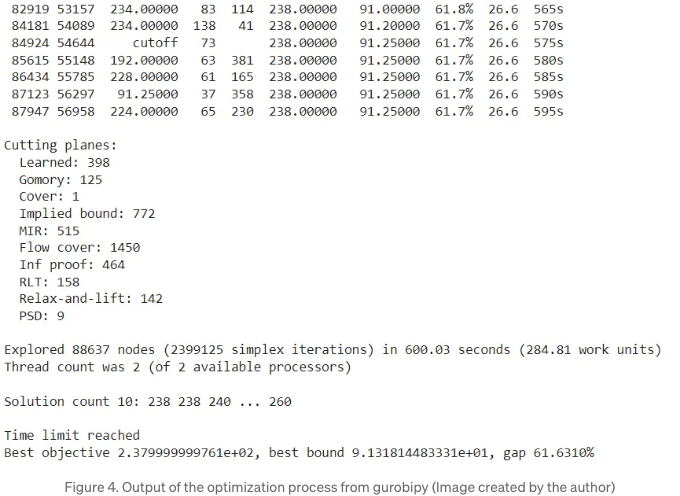 82919 53157 234.00000 83 114 238.00000 91.00000 61.8% 26.6 565s
84181 54089 234.00000 138 41 238.00000 91.20000 61.7% 26.6 570s
84924 54644 cutoff 73 238.00000 91.25000 61.7% 26.6 575s
85615 55148 192.00000 63 381 238.00000 91.25000 61.7% 26.6 580s
86434 55785 228.00000 61 165 238.00000 91.25000 61.7% 26.6 585s
87123 56297 91.25000 37 358 238.00000 91.25000 61.7% 26.6 590s
87947 56958 224.00000 65 230 238.00000 91.25000 61.7% 26.6 595s
Cutting planes:
Learned: 398
Gomory: 125
Cover: 1
Implied bound: 772
MIR: 515
Flow cover: 1450
Inf proof: 464
RLT: 158
Relax-and-lift: 142
PSD: 9
Explored 88637 nodes (2399125 simplex iterations) in 600.03 seconds (284.81 work units)
Thread count was 2 (of 2 available processors)
Solution count 10: 238 238 240 ... 260
Time limit reached
Best objective 2.379999999761e+02, best bound 9.131814483331e+01, gap 61.6310%
Figure 4. Output of the optimization process from gurobipy (Image created by the author)